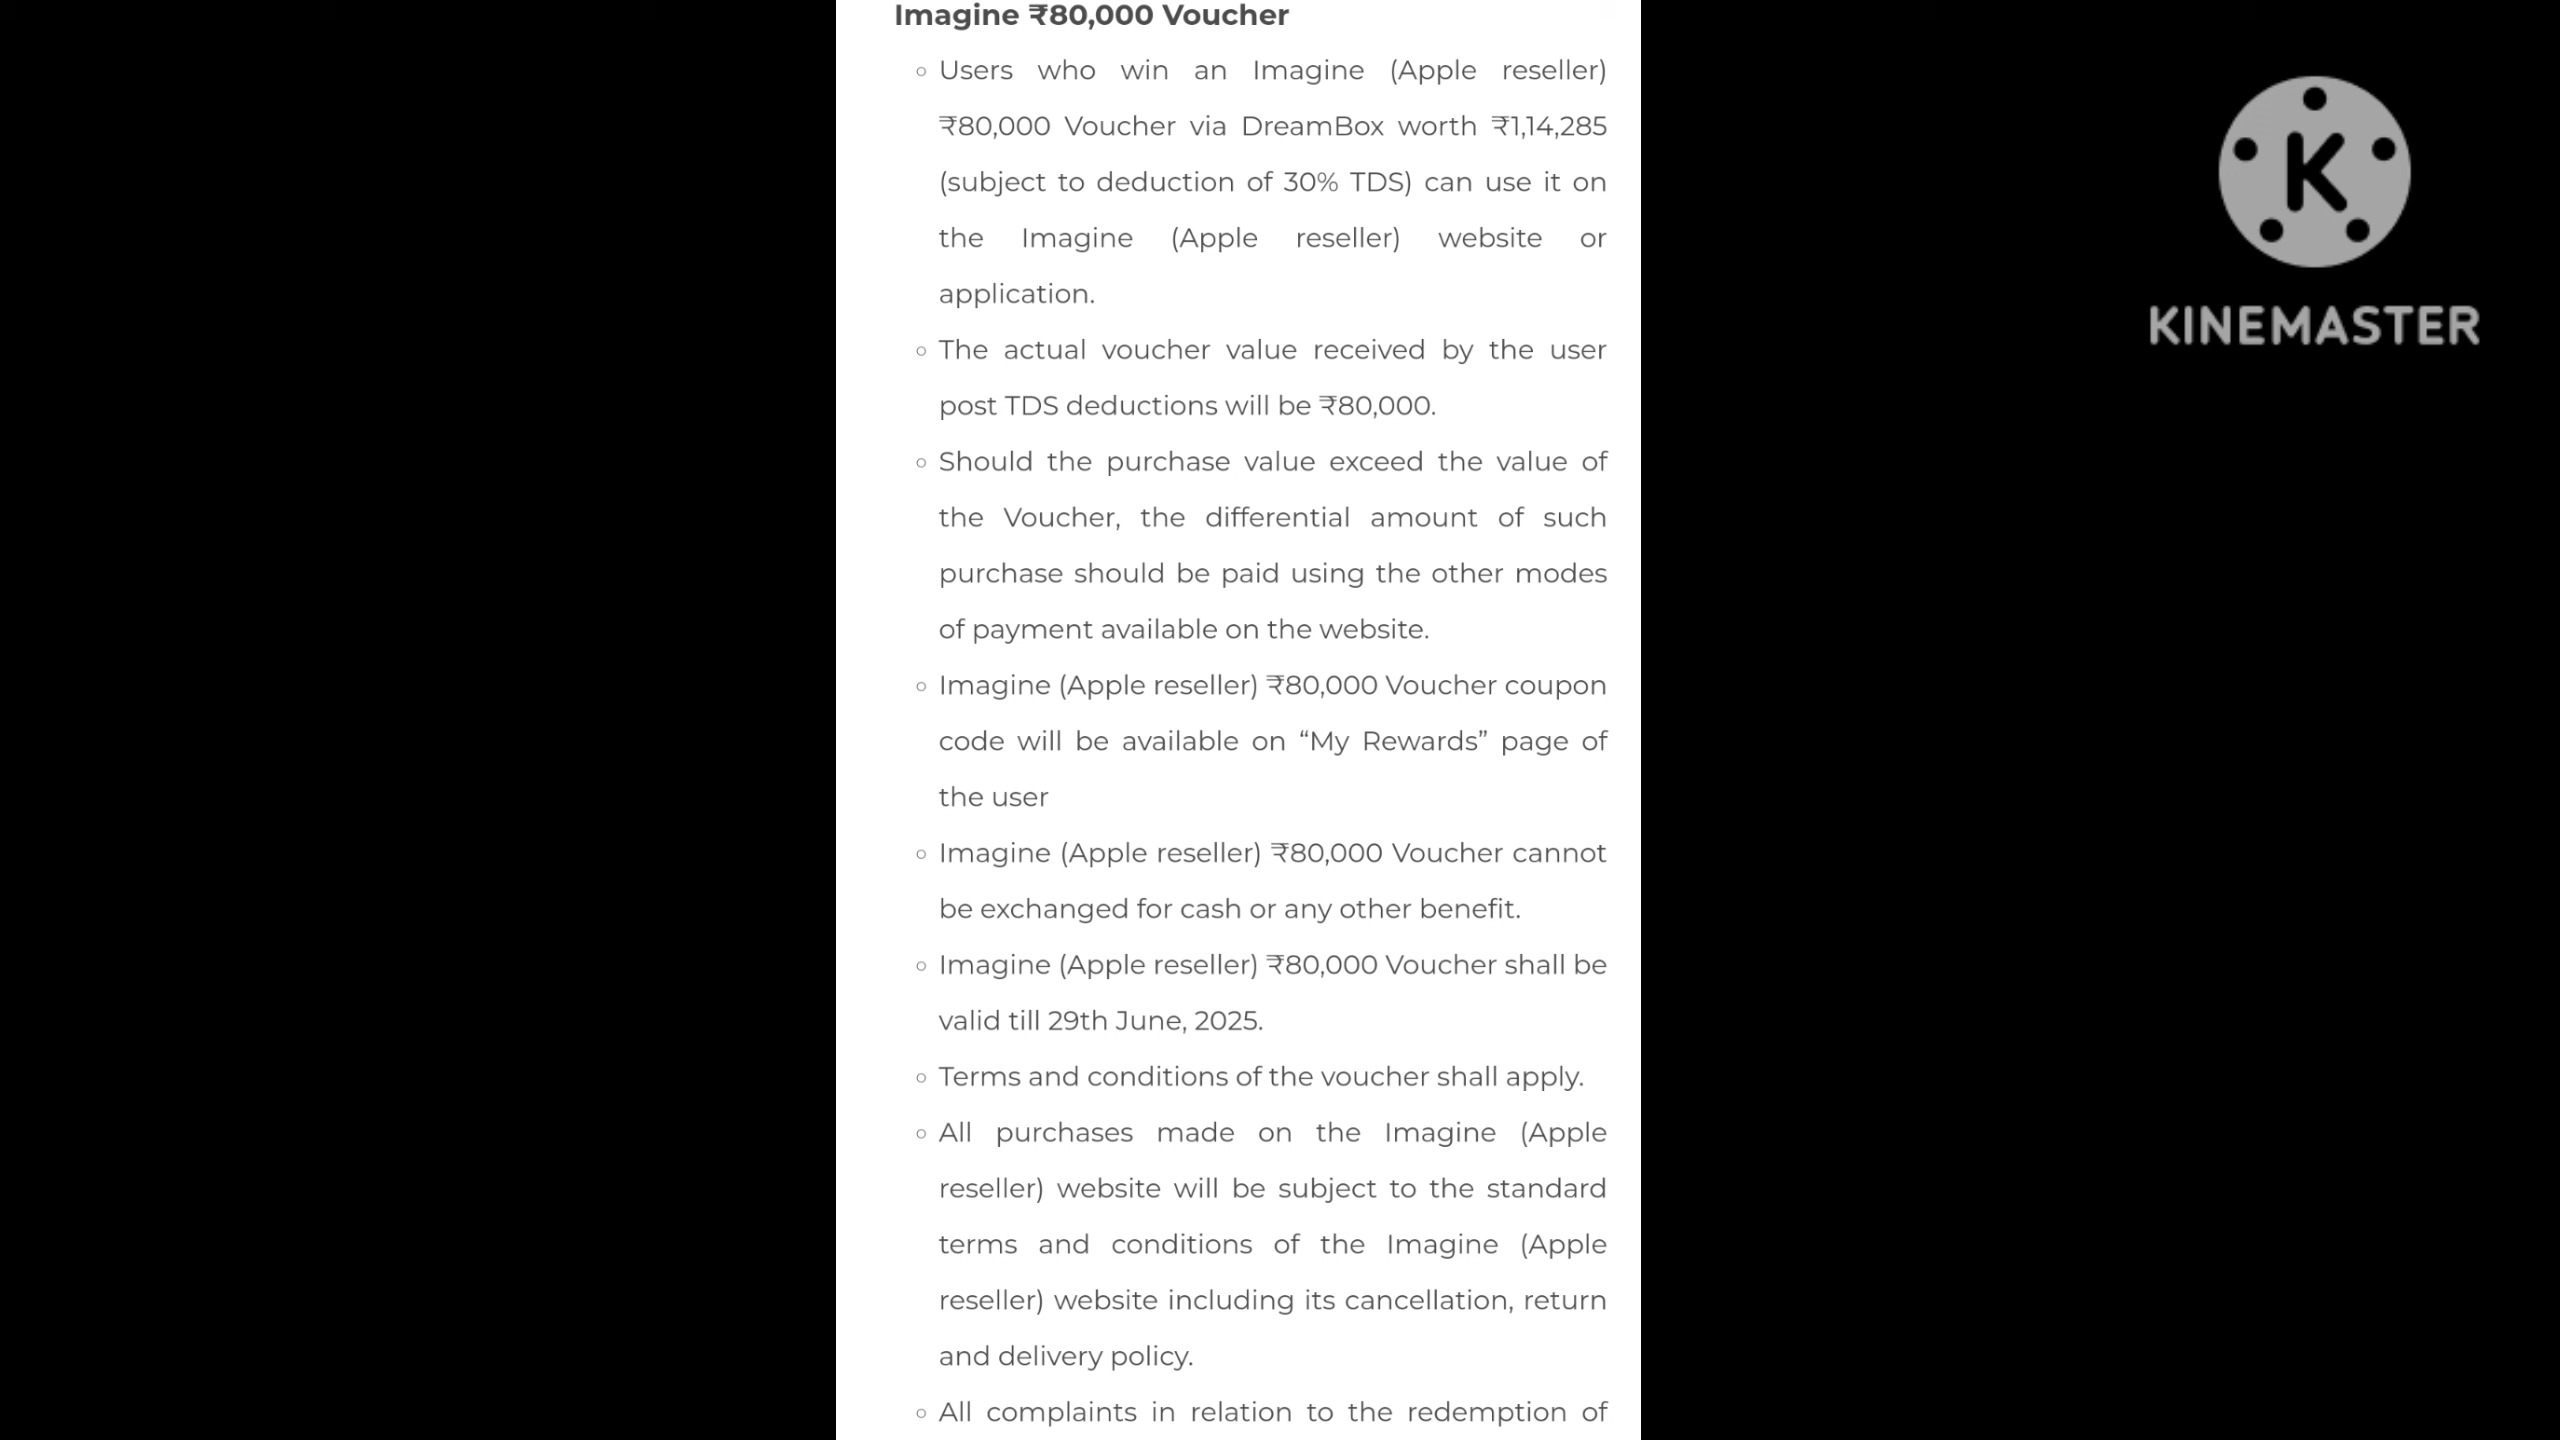 Imagine ₹80,000 Voucher
Users who win an Imagine (Apple reseller)
₹80,000 Voucher via DreamBox worth ₹1,14,285
(subject to deduction of 30% TDS) can use it on
the Imagine (Apple reseller) website or
application.
The actual voucher value received by the user
post TDS deductions will be ₹80,000.
Should the purchase value exceed the value of
the Voucher, the differential amount of such
purchase should be paid using the other modes
of payment available on the website.
Imagine (Apple reseller) ₹80,000 Voucher coupon
code will be available on “My Rewards” page of
the user
Imagine (Apple reseller) ₹80,000 Voucher cannot
be exchanged for cash or any other benefit.
Imagine (Apple reseller) ₹80,000 Voucher shall be
valid till 29th June, 2025.
Terms and conditions of the voucher shall apply.
All purchases made on the Imagine (Apple
reseller) website will be subject to the standard
terms and conditions of the Imagine (Apple
reseller) website including its cancellation, return
and delivery policy.
All complaints in relation to the redemption of
K
KINEMASTER